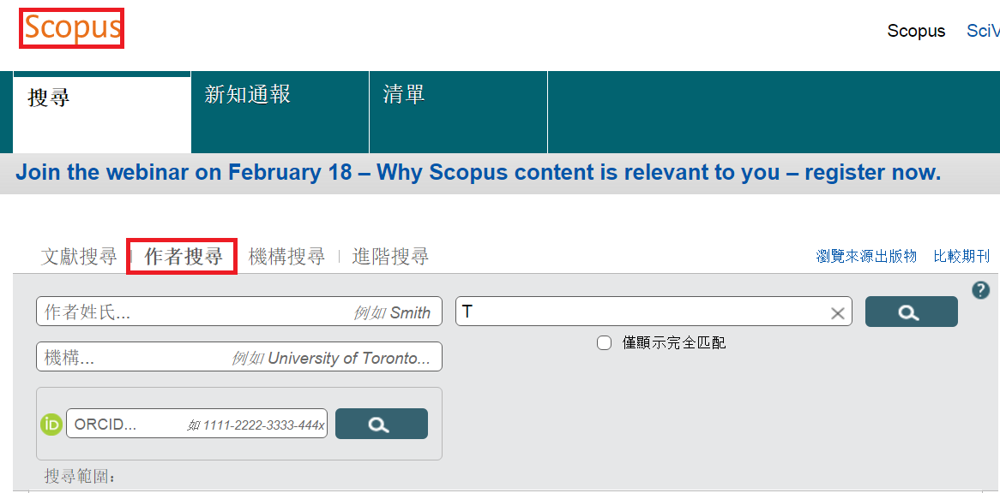 Scopus
Scopus SciV
搜尋 新知通報 清單
Join the webinar on February 18 – Why Scopus content is relevant to you – register now.
文獻搜尋 作者搜尋 機構搜尋 進階搜尋 瀏覽來源出版物 比較期刊
?
作者姓氏... 例如 Smith T
僅顯示完全匹配
機構... 例如 University of Toronto...
iD ORCID... 如 1111-2222-3333-444x
搜尋範圍: